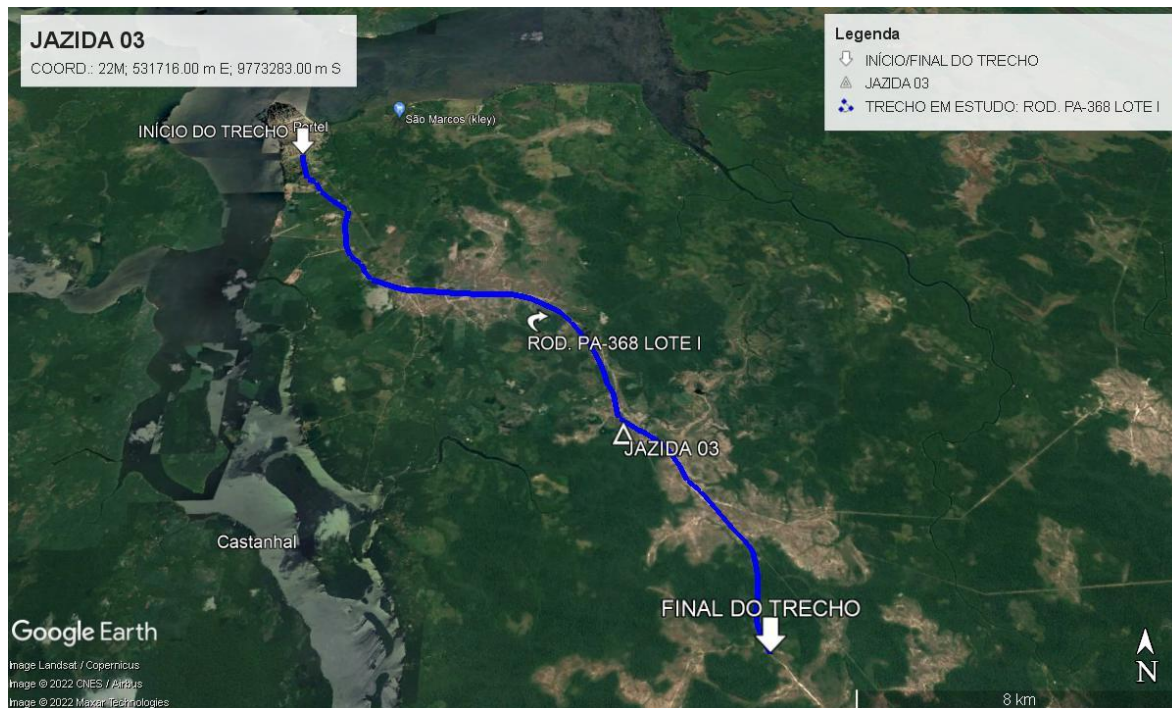 JAZIDA 03
COORD.: 22M; 531716.00 m E; 9773283.00 m S
Legenda
INÍCIO/FINAL DO TRECHO
JAZIDA 03
TRECHO EM ESTUDO: ROD. PA-368 LOTE I
São Marcos (kley)
INÍCIO DO TRECHO
Portel
ROD. PA-368 LOTE I
JAZIDA 03
Castanhal
FINAL DO TRECHO
Google Earth
Image Landsat / Copernicus
Image © 2022 CNES / Airbus
Image © 2022 Maxar Technologies
N
8 km